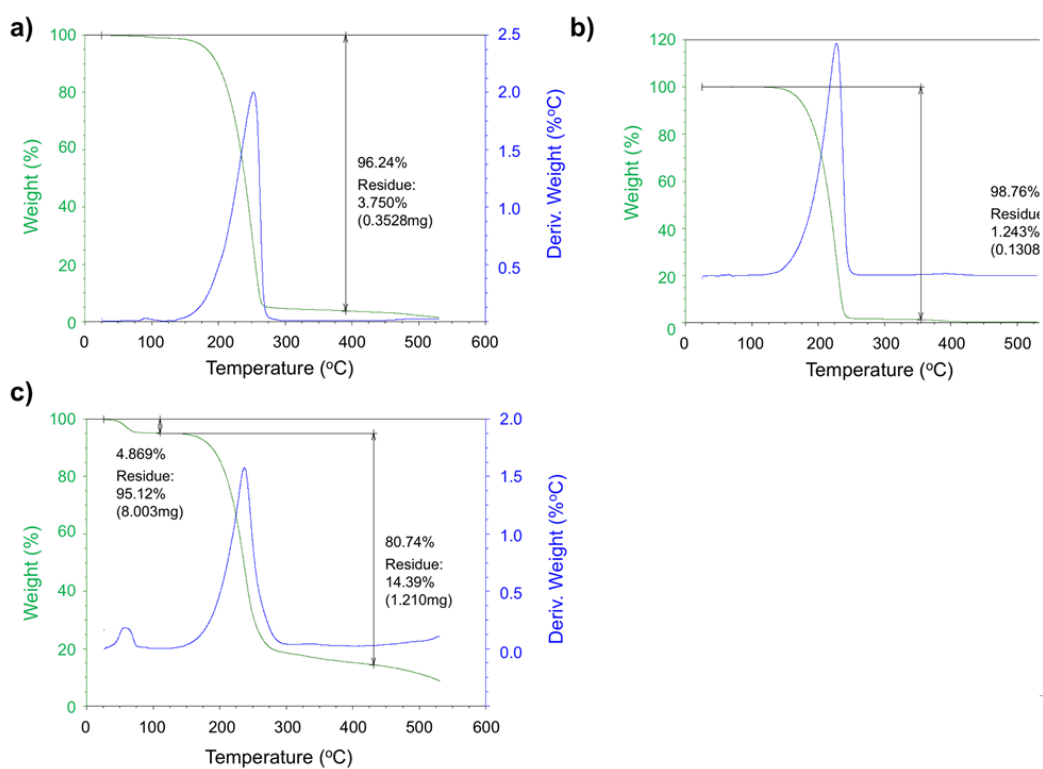 a)
100
80
60
40
20
0
Weight (%)
2.5
2.0
1.5
1.0
0.5
0
Deriv. Weight (%/°C)
96.24%
Residue:
3.750%
(0.3528mg)
0 100 200 300 400 500 600
Temperature (°C)
b)
120
100
80
60
40
20
0
Weight (%)
98.76%
Residue
1.243%
(0.1308
0 100 200 300 400 500
Temperature (°C)
c)
100
80
60
40
20
0
Weight (%)
2.0
1.5
1.0
0.5
0.0
Deriv. Weight (%/°C)
4.869%
Residue:
95.12%
(8.003mg)
80.74%
Residue:
14.39%
(1.210mg)
0 100 200 300 400 500 600
Temperature (°C)